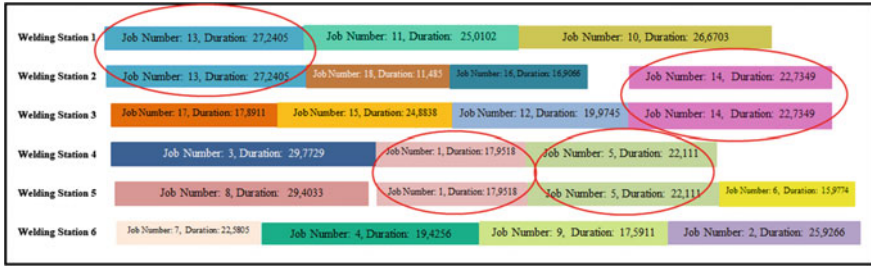 Welding Station 1 Job Number: 13, Duration: 27,2405 Job Number: 11, Duration: 25,0102 Job Number: 10, Duration: 26,6703
Welding Station 2 Job Number: 13, Duration: 27,2405 Job Number: 18, Duration: 11,485 Job Number: 16, Duration: 16,9066 Job Number: 14, Duration: 22,7349
Welding Station 3 Job Number: 17, Duration: 17,8911 Job Number: 15, Duration: 24,8838 Job Number: 12, Duration: 19,9745 Job Number: 14, Duration: 22,7349
Welding Station 4 Job Number: 3, Duration: 29,7729 Job Number: 1, Duration: 17,9518 Job Number: 5, Duration: 22,111
Welding Station 5 Job Number: 8, Duration: 29,4033 Job Number: 1, Duration: 17,9518 Job Number: 5, Duration: 22,111 Job Number: 6, Duration: 15,9774
Welding Station 6 Job Number: 7, Duration: 22,5805 Job Number: 4, Duration: 19,4256 Job Number: 9, Duration: 17,5911 Job Number: 2, Duration: 25,9266